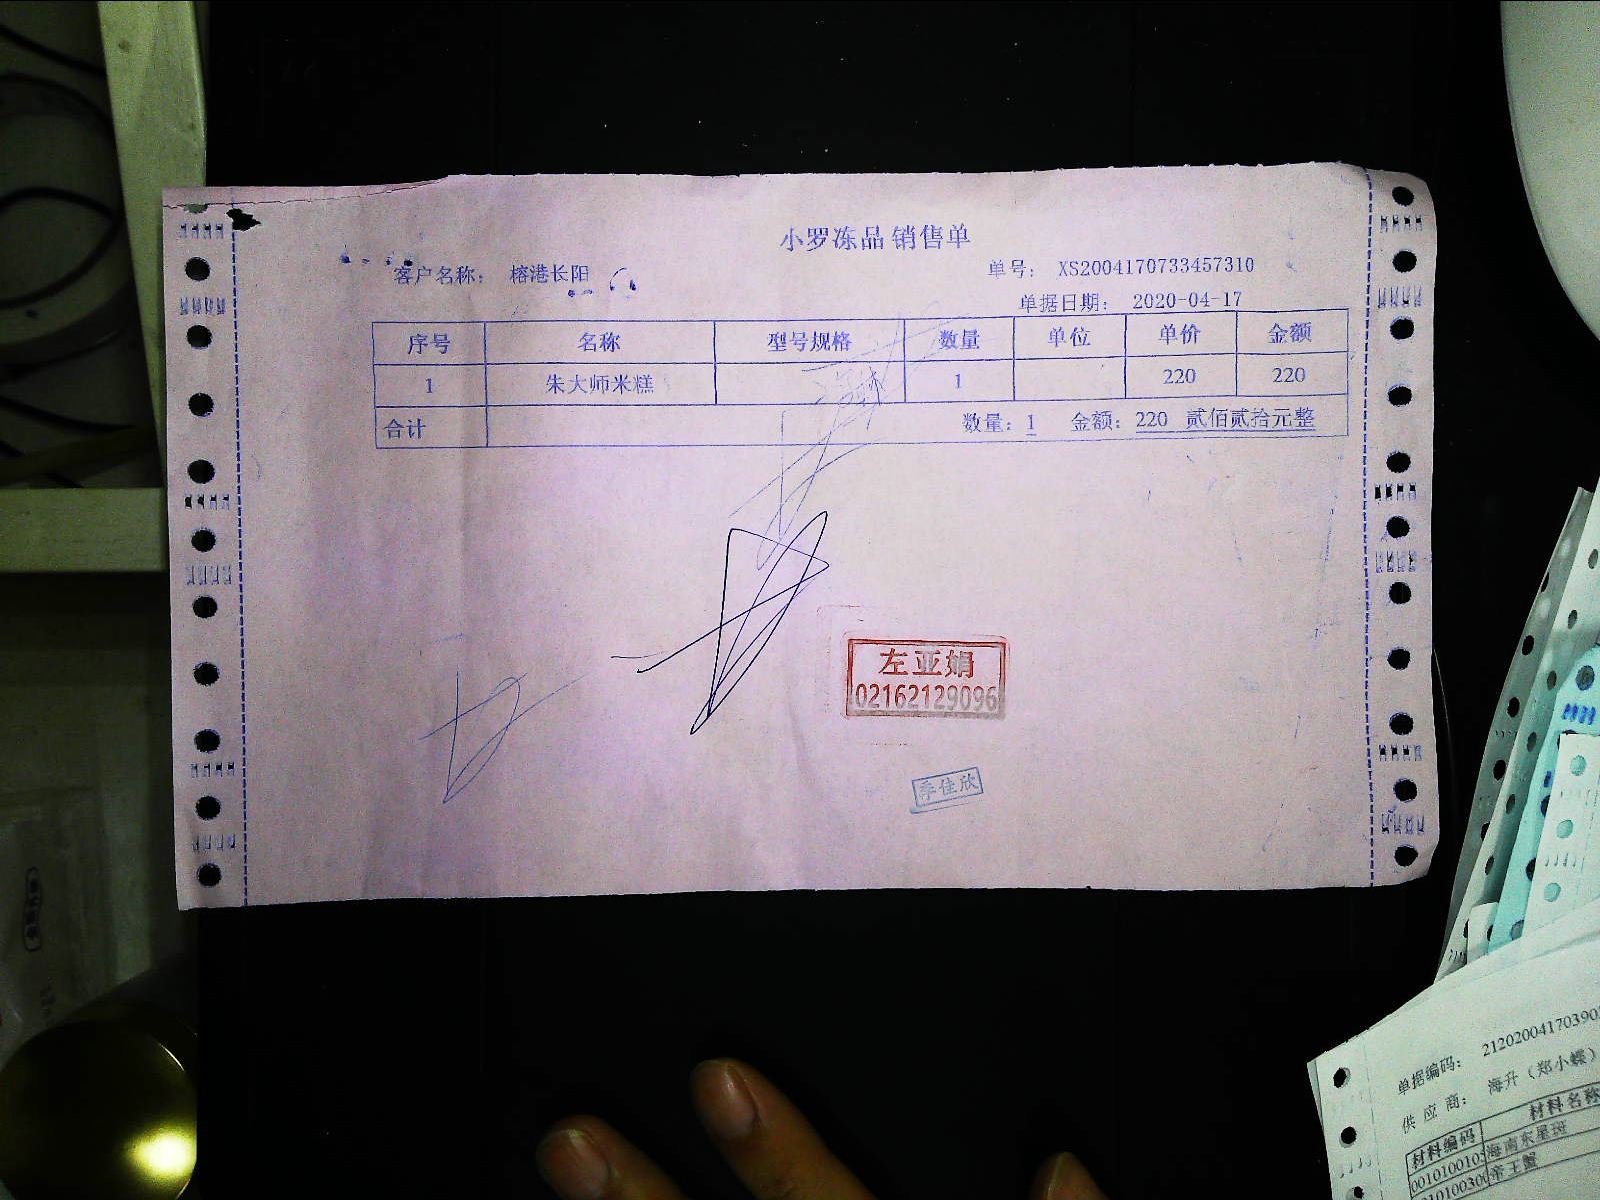 小罗冻品 销售单
客户名称： 榕港长阳 单号： XS2004170733457310
单据日期： 2020-04-17
序号 名称 型号规格 数量 单位 单价 金额
1 朱大师米糕 1 220 220
合计 数量：1 金额：220 贰佰贰拾元整
左亚娟
02162129096
季佳欣
单据编码： 2120200417039
供 应 商： 海升（郑小蝶）
材料编码 材料名称
海南东星斑
帝王蟹